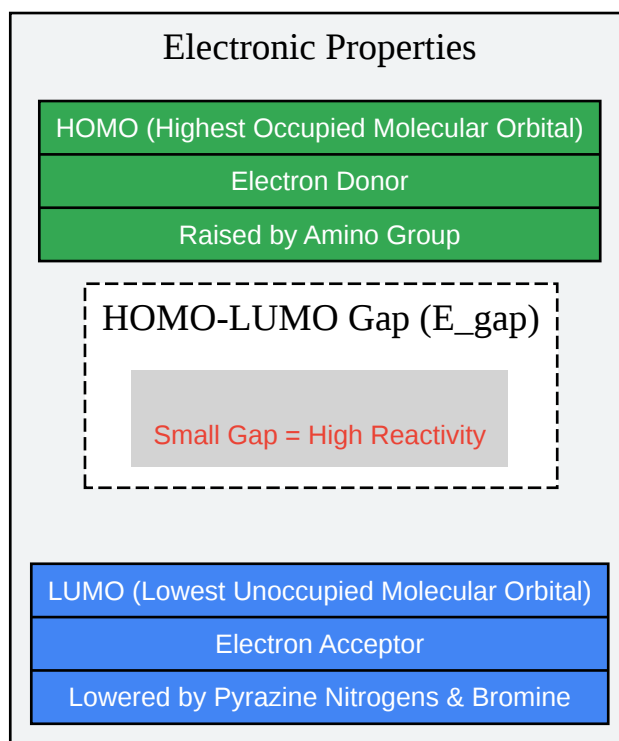 Electronic Properties
HOMO (Highest Occupied Molecular Orbital)
Electron Donor
Raised by Amino Group
HOMO-LUMO Gap (E_gap)
Small Gap = High Reactivity
LUMO (Lowest Unoccupied Molecular Orbital)
Electron Acceptor
Lowered by Pyrazine Nitrogens & Bromine